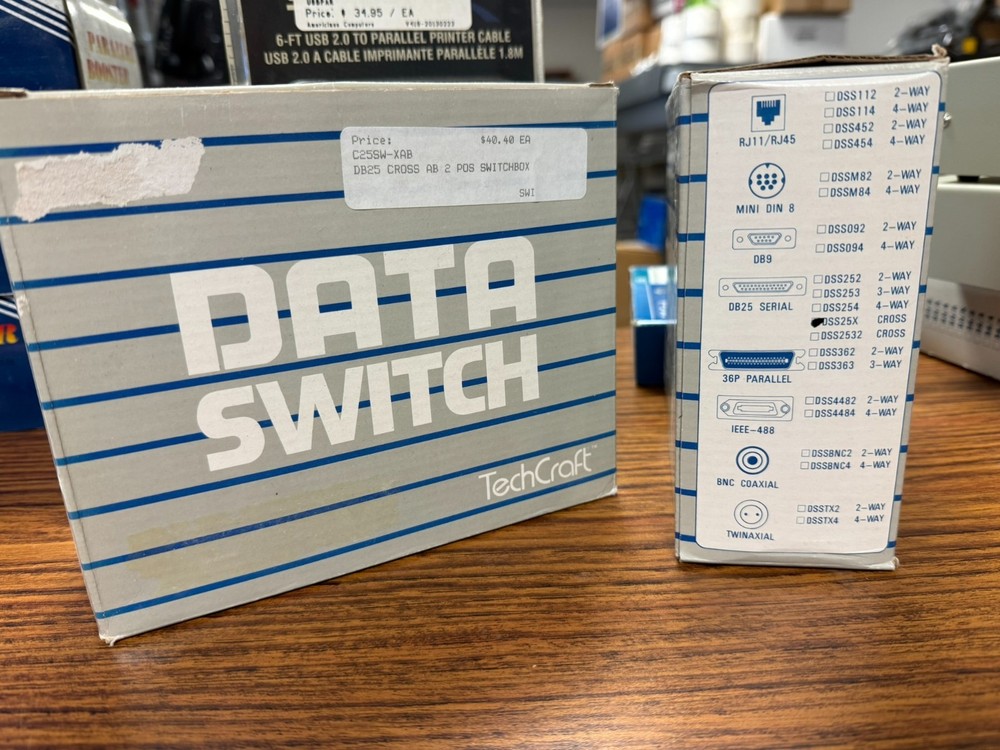 PARALLEL
BOOSTER
Price: $ 34.95 / EA
Americless Computers
6-FT USB 2.0 TO PARALLEL PRINTER CABLE
USB 2.0 A CABLE IMPRIMANTE PARALLÈLE 1.8M
Price: $40.40 EA
C25SW-XAB
DB25 CROSS AB 2 POS SWITCHBOX
SWI
DATA
SWITCH
TechCraft™
RJ11/RJ45
DSS112 2-WAY
DSS114 4-WAY
DSS452 2-WAY
DSS454 4-WAY
MINI DIN 8
DSSM82 2-WAY
DSSM84 4-WAY
DB9
DSS092 2-WAY
DSS094 4-WAY
DB25 SERIAL
DSS252 2-WAY
DSS253 3-WAY
DSS254 4-WAY
DSS25X CROSS
DSS2532 CROSS
36P PARALLEL
DSS362 2-WAY
DSS363 3-WAY
IEEE-488
DSS4482 2-WAY
DSS4484 4-WAY
BNC COAXIAL
DSSBNC2 2-WAY
DSSBNC4 4-WAY
TWINAXIAL
DSSTX2 2-WAY
DSSTX4 4-WAY